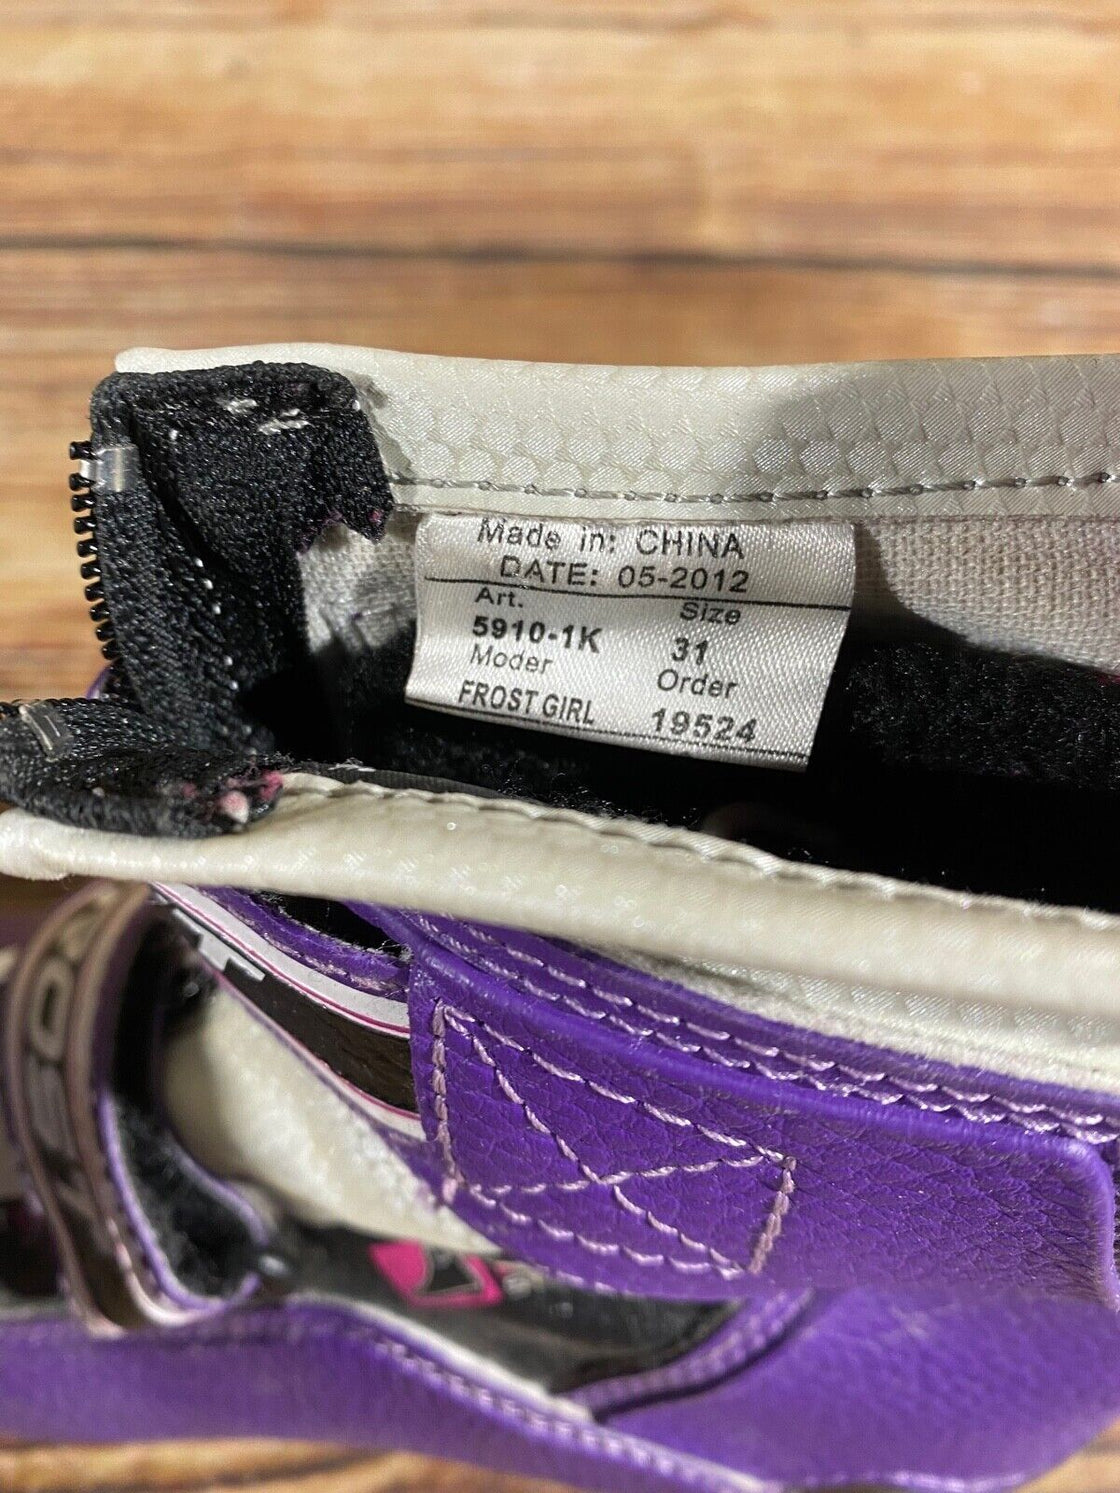 Made in: CHINA
DATE: 05-2012
Art. Size
5910-1K 31
Moder Order
FROST GIRL 19524